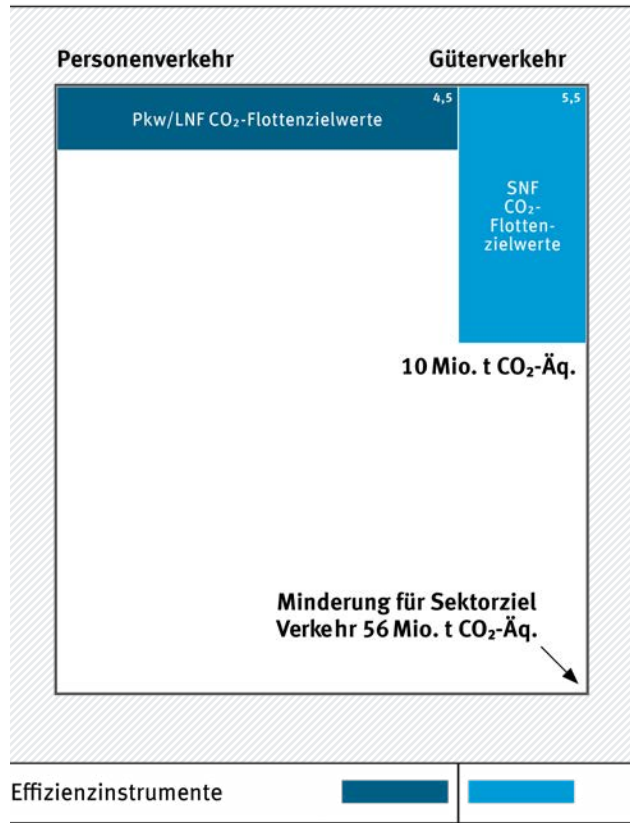 Personenverkehr
Güterverkehr
4,5
5,5
Pkw/LNF CO₂-Flottenzielwerte
SNF
CO₂-
Flotten-
zielwerte
10 Mio. t CO₂-Äq.
Minderung für Sektorziel
Verkehr 56 Mio. t CO₂-Äq.
Effizienzinstrumente